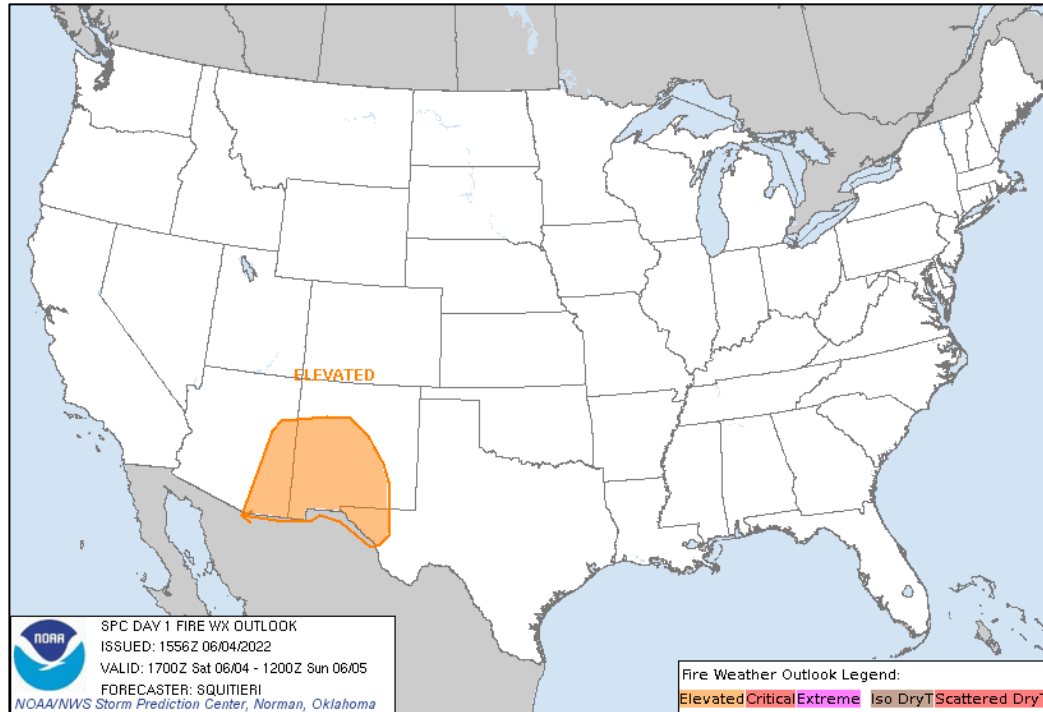 ELEVATED
NOAA
SPC DAY 1 FIRE WX OUTLOOK
ISSUED: 1556Z 06/04/2022
VALID: 1700Z Sat 06/04 - 1200Z Sun 06/05
FORECASTER: SQUITIERI
NOAA/NWS Storm Prediction Center, Norman, Oklahoma
Fire Weather Outlook Legend:
Elevated Critical Extreme Iso DryT Scattered DryT